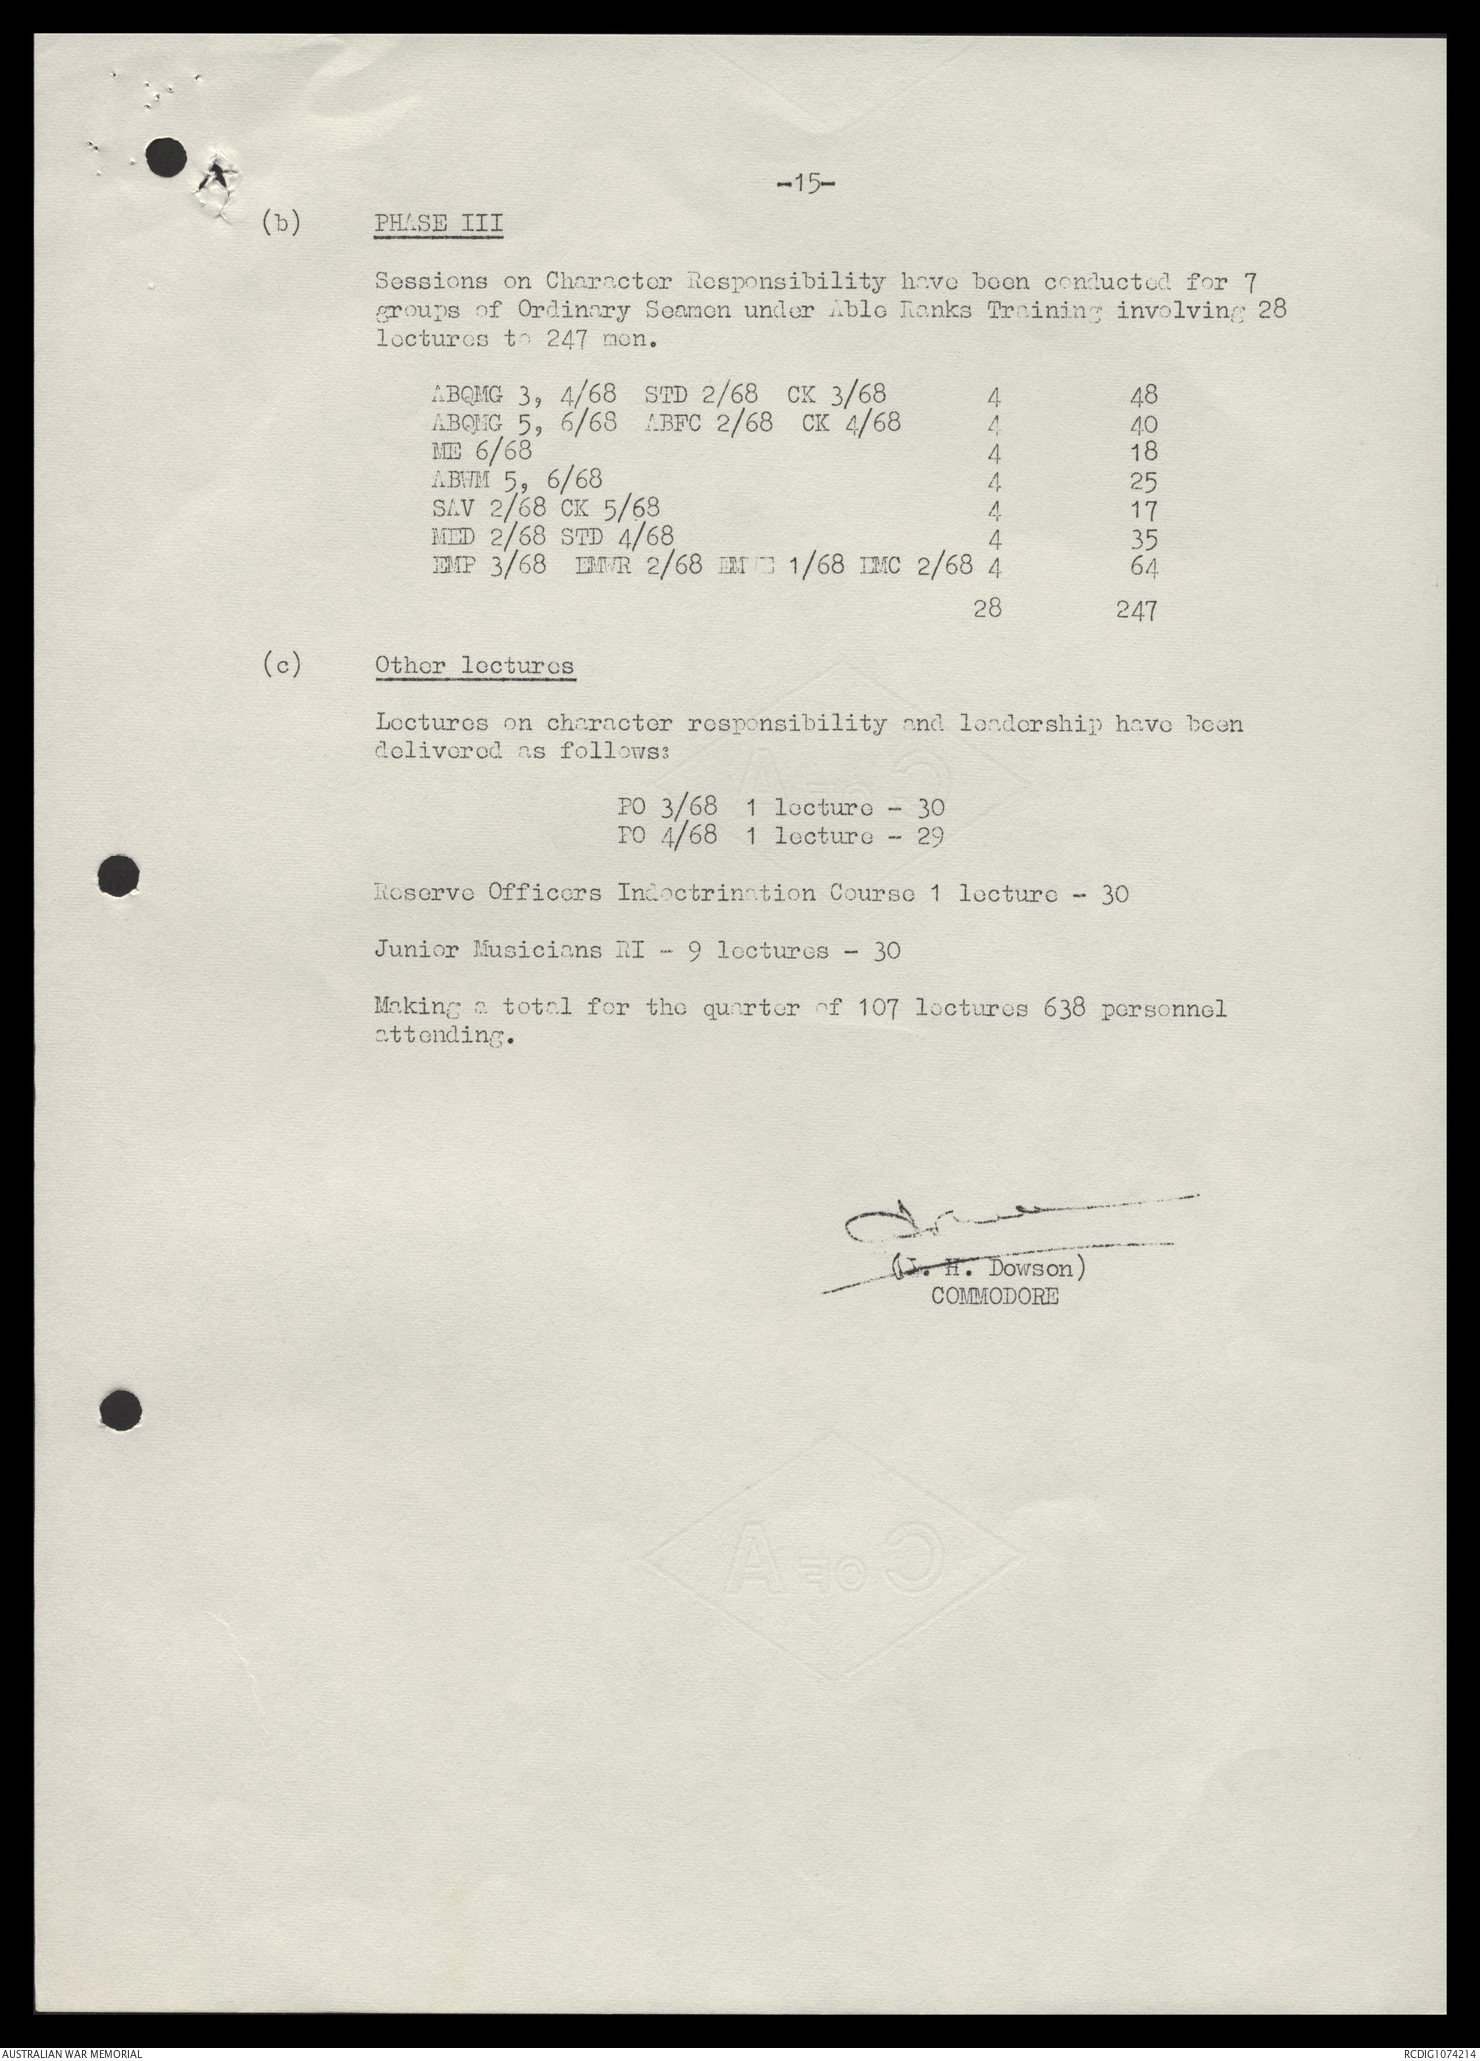 -15-
(b) PHASE III
Sessions on Character Responsibility have been conducted for 7
groups of Ordinary Seamen under Able Ranks Training involving 28
lectures to 247 men.
ABQMG 3, 4/68 STD 2/68 CK 3/68 4 48
ABQMG 5, 6/68 ABFC 2/68 CK 4/68 4 40
ME 6/68 4 18
ABWM 5, 6/68 4 25
SAV 2/68 CK 5/68 4 17
MED 2/68 STD 4/68 4 35
EMP 3/68 EMWR 2/68 1/68 EMC 2/68 4 64
28 247
(c) Other lectures
Lectures on character responsibility and leadership have been
delivered as follows:
PO 3/68 1 lecture - 30
PO 4/68 1 lecture - 29
Reserve Officers Indoctrination Course 1 lecture - 30
Junior Musicians RI - 9 lectures - 30
Making a total for the quarter of 107 lectures 638 personnel
attending.
H. Dowson)
COMMODORE
C OF A
C OF A
AUSTRALIAN WAR MEMORIAL
RCDIG1074214